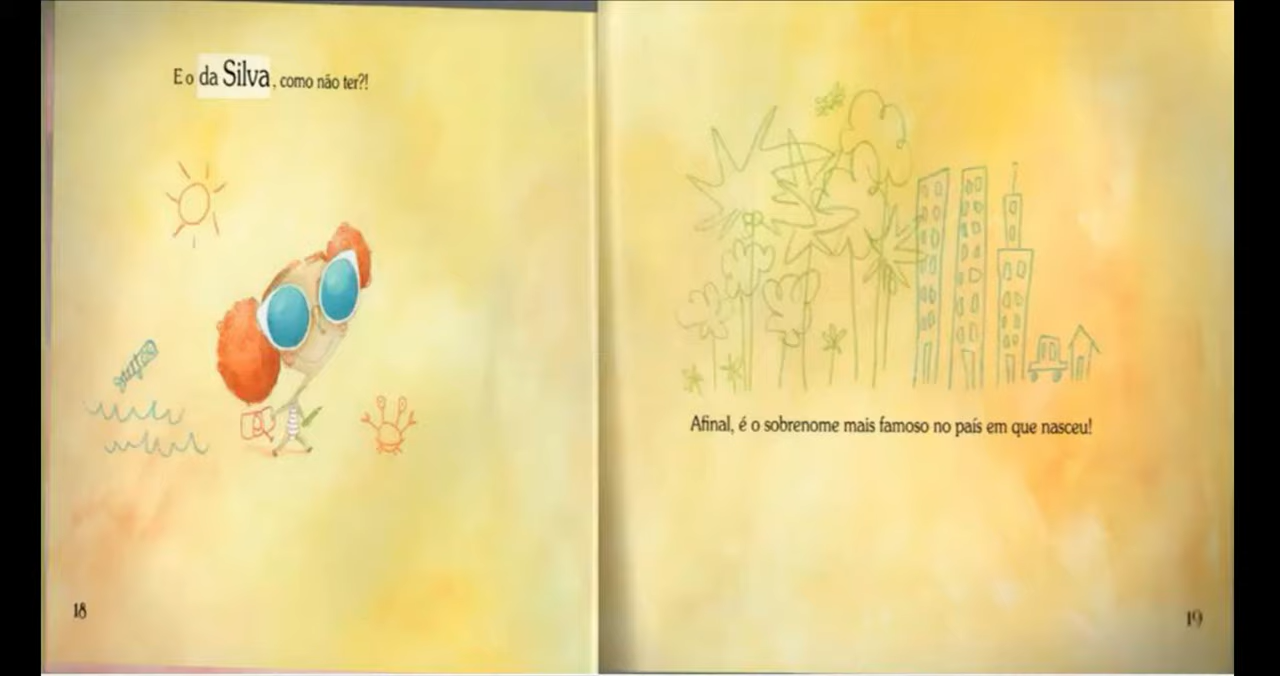 E o da Silva, como não ter?!
Afinal, é o sobrenome mais famoso no país em que nasceu!
18
19